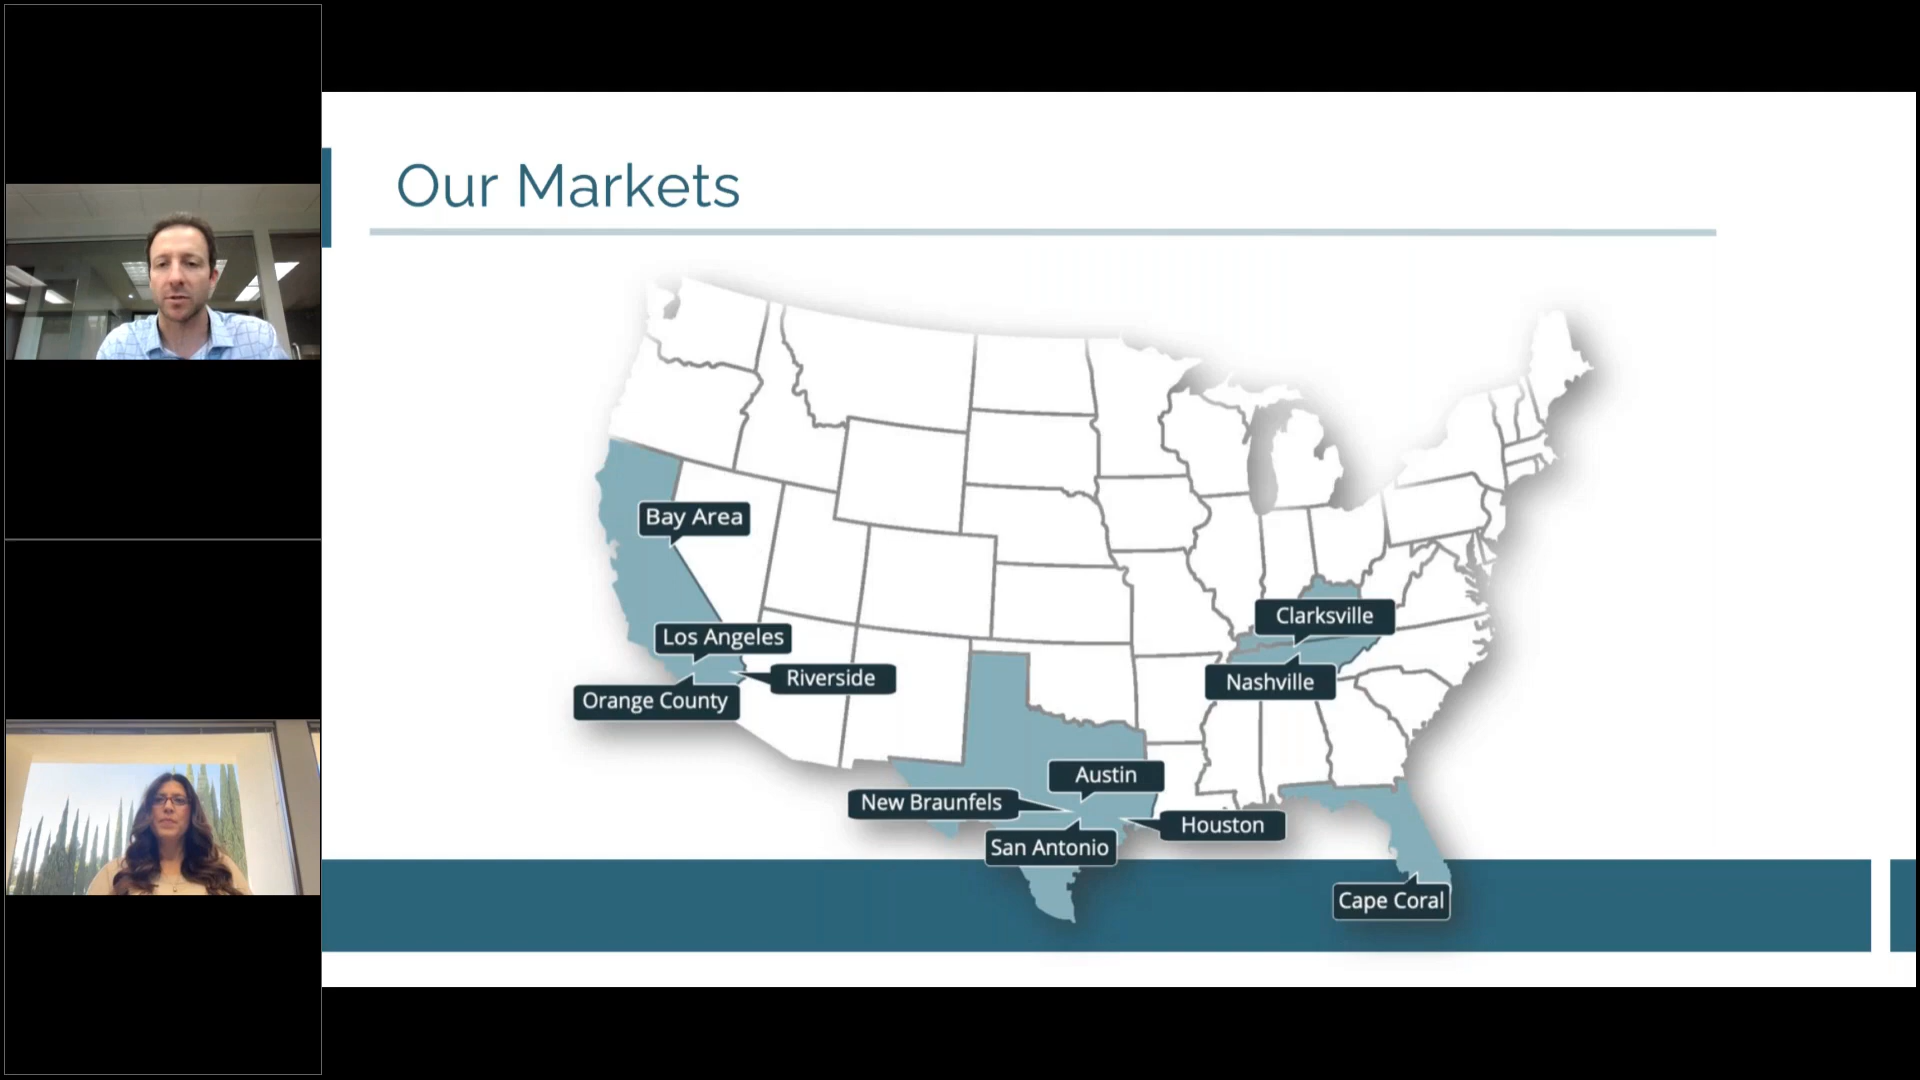 Our Markets
Bay Area
Los Angeles
Riverside
Orange County
Clarksville
Nashville
Austin
New Braunfels
Houston
San Antonio
Cape Coral